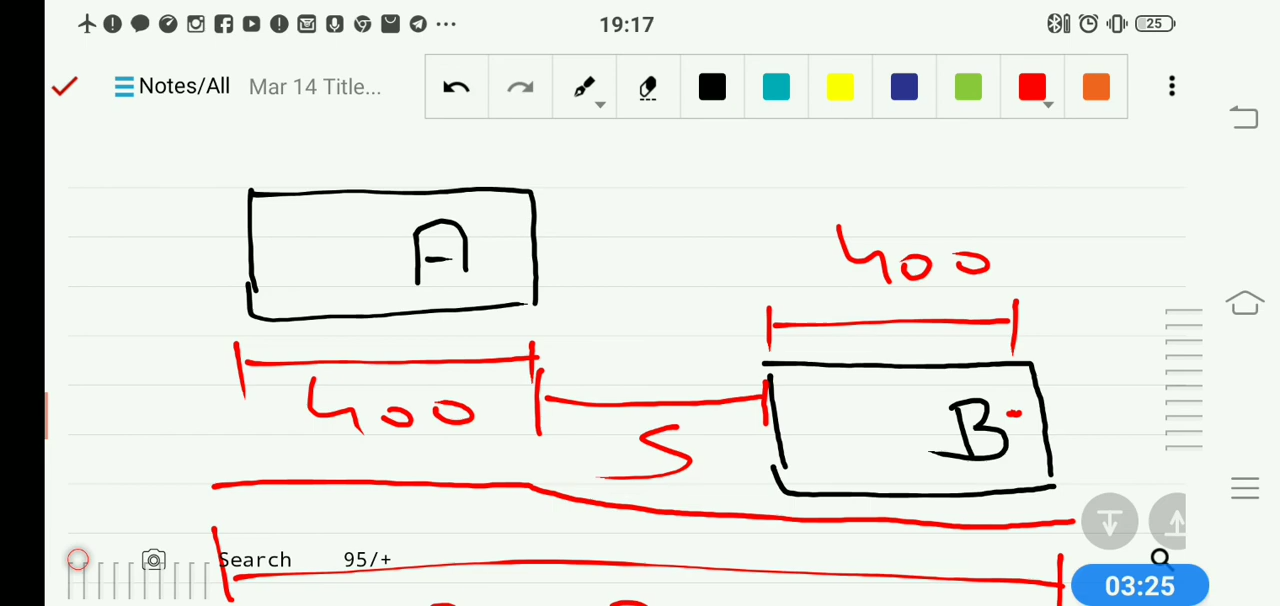 19:17
25
Notes/All Mar 14 Title...
A
400
400
S
B
Search 95/+
03:25